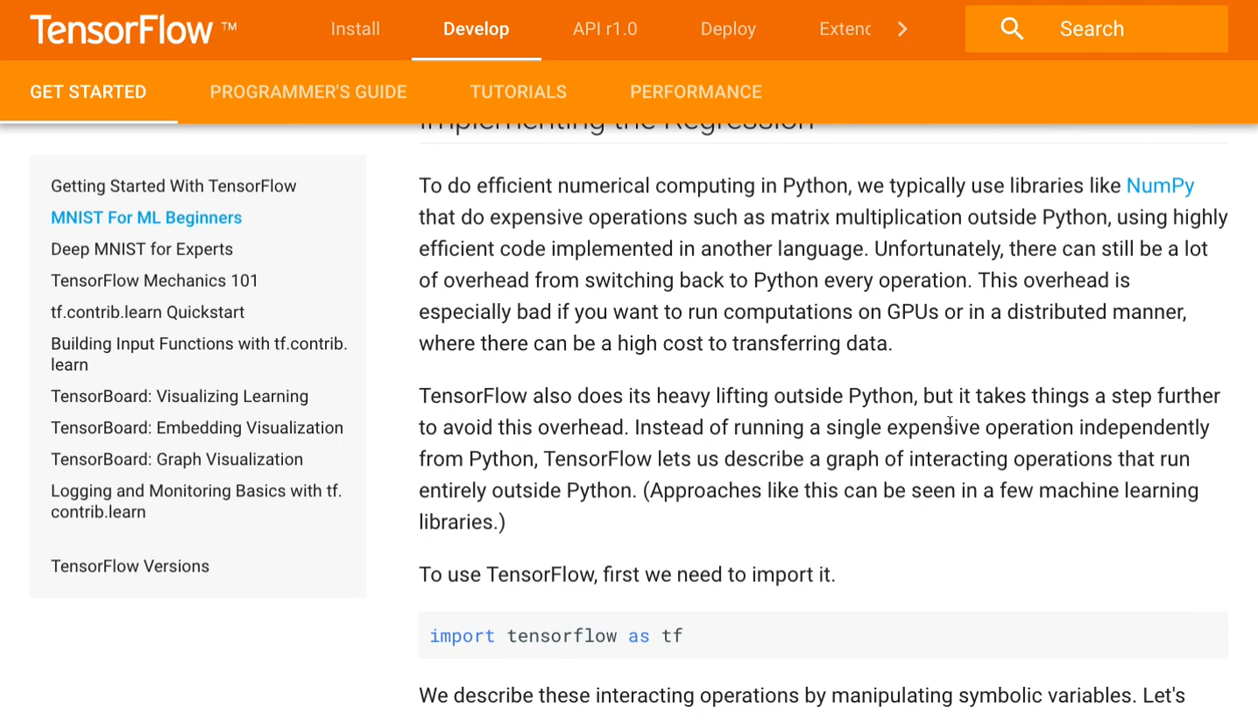 TensorFlow ™
Install
Develop
API r1.0
Deploy
Extenc
Search
GET STARTED
PROGRAMMER'S GUIDE
TUTORIALS
PERFORMANCE
Implementing the Regression
Getting Started With TensorFlow
MNIST For ML Beginners
Deep MNIST for Experts
TensorFlow Mechanics 101
tf.contrib.learn Quickstart
Building Input Functions with tf.contrib.
learn
TensorBoard: Visualizing Learning
TensorBoard: Embedding Visualization
TensorBoard: Graph Visualization
Logging and Monitoring Basics with tf.
contrib.learn
TensorFlow Versions
To do efficient numerical computing in Python, we typically use libraries like NumPy
that do expensive operations such as matrix multiplication outside Python, using highly
efficient code implemented in another language. Unfortunately, there can still be a lot
of overhead from switching back to Python every operation. This overhead is
especially bad if you want to run computations on GPUs or in a distributed manner,
where there can be a high cost to transferring data.
TensorFlow also does its heavy lifting outside Python, but it takes things a step further
to avoid this overhead. Instead of running a single expensive operation independently
from Python, TensorFlow lets us describe a graph of interacting operations that run
entirely outside Python. (Approaches like this can be seen in a few machine learning
libraries.)
To use TensorFlow, first we need to import it.
import tensorflow as tf
We describe these interacting operations by manipulating symbolic variables. Let's